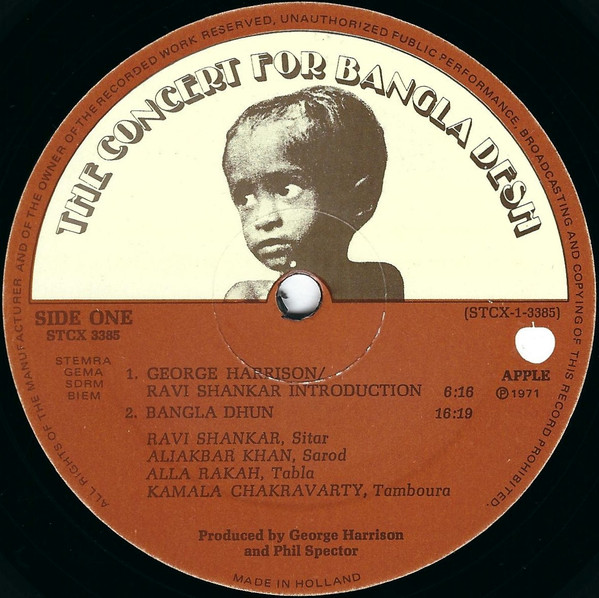 ALL RIGHTS OF THE MANUFACTURER AND OF THE OWNER OF THE RECORDED WORK RESERVED, UNAUTHORIZED PUBLIC PERFORMANCE, BROADCASTING AND COPYING OF THIS RECORD PROHIBITED.
THE CONCERT FOR BANGLA DESH
SIDE ONE
STCX 3385
(STCX-1-3385)
STEMRA
GEMA
SDRM
BIEM
APPLE
℗ 1971
1. GEORGE HARRISON/
RAVI SHANKAR INTRODUCTION 6:16
2. BANGLA DHUN 16:19
RAVI SHANKAR, Sitar
ALIAKBAR KHAN, Sarod
ALLA RAKAH, Tabla
KAMALA CHAKRAVARTY, Tamboura
Produced by George Harrison
and Phil Spector
MADE IN HOLLAND